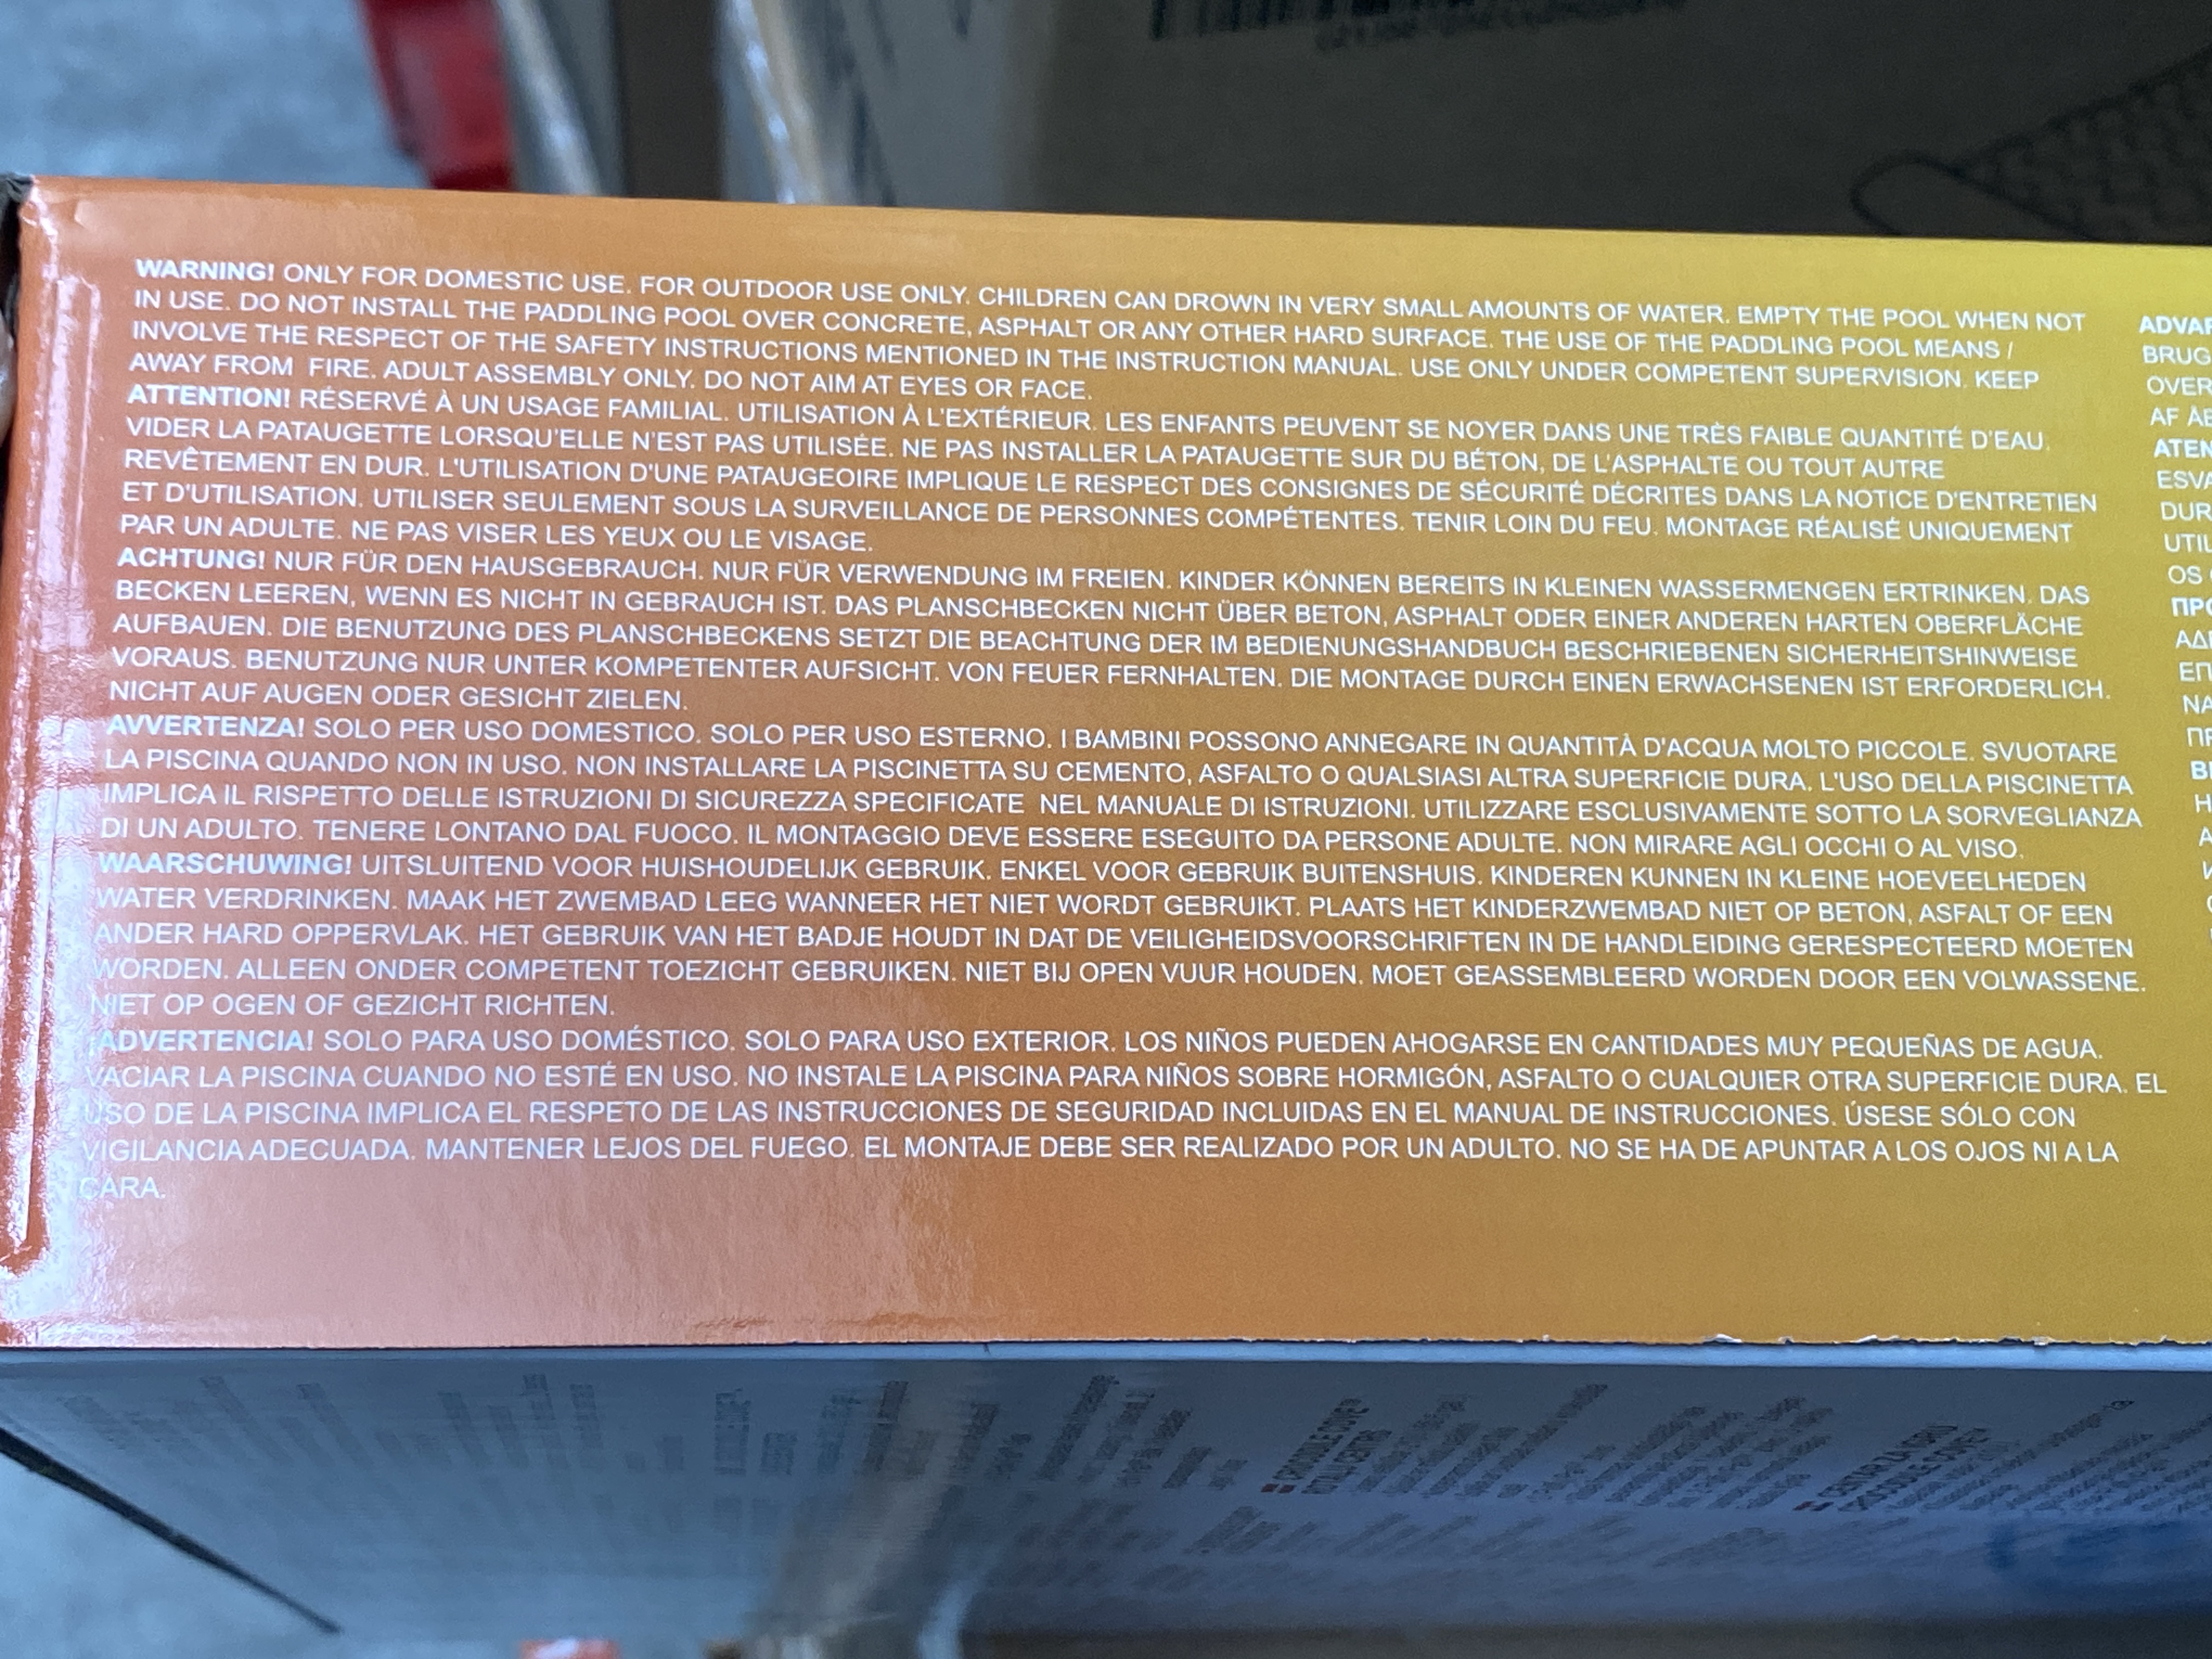 WARNING! ONLY FOR DOMESTIC USE. FOR OUTDOOR USE ONLY. CHILDREN CAN DROWN IN VERY SMALL AMOUNTS OF WATER. EMPTY THE POOL WHEN NOT
IN USE. DO NOT INSTALL THE PADDLING POOL OVER CONCRETE, ASPHALT OR ANY OTHER HARD SURFACE. THE USE OF THE PADDLING POOL MEANS /
INVOLVE THE RESPECT OF THE SAFETY INSTRUCTIONS MENTIONED IN THE INSTRUCTION MANUAL. USE ONLY UNDER COMPETENT SUPERVISION. KEEP
AWAY FROM FIRE. ADULT ASSEMBLY ONLY. DO NOT AIM AT EYES OR FACE.
ATTENTION! RÉSERVÉ À UN USAGE FAMILIAL. UTILISATION À L'EXTÉRIEUR. LES ENFANTS PEUVENT SE NOYER DANS UNE TRÈS FAIBLE QUANTITÉ D'EAU.
VIDER LA PATAUGETTE LORSQU'ELLE N'EST PAS UTILISÉE. NE PAS INSTALLER LA PATAUGETTE SUR DU BÉTON, DE L'ASPHALTE OU TOUT AUTRE
REVÊTEMENT EN DUR. L'UTILISATION D'UNE PATAUGEOIRE IMPLIQUE LE RESPECT DES CONSIGNES DE SÉCURITÉ DÉCRITES DANS LA NOTICE D'ENTRETIEN
ET D'UTILISATION. UTILISER SEULEMENT SOUS LA SURVEILLANCE DE PERSONNES COMPÉTENTES. TENIR LOIN DU FEU. MONTAGE RÉALISÉ UNIQUEMENT
PAR UN ADULTE. NE PAS VISER LES YEUX OU LE VISAGE.
ACHTUNG! NUR FÜR DEN HAUSGEBRAUCH. NUR FÜR VERWENDUNG IM FREIEN. KINDER KÖNNEN BEREITS IN KLEINEN WASSERMENGEN ERTRINKEN. DAS
BECKEN LEEREN, WENN ES NICHT IN GEBRAUCH IST. DAS PLANSCHBECKEN NICHT ÜBER BETON, ASPHALT ODER EINER ANDEREN HARTEN OBERFLÄCHE
AUFBAUEN. DIE BENUTZUNG DES PLANSCHBECKENS SETZT DIE BEACHTUNG DER IM BEDIENUNGSHANDBUCH BESCHRIEBENEN SICHERHEITSHINWEISE
VORAUS. BENUTZUNG NUR UNTER KOMPETENTER AUFSICHT. VON FEUER FERNHALTEN. DIE MONTAGE DURCH EINEN ERWACHSENEN IST ERFORDERLICH.
NICHT AUF AUGEN ODER GESICHT ZIELEN.
AVVERTENZA! SOLO PER USO DOMESTICO. SOLO PER USO ESTERNO. I BAMBINI POSSONO ANNEGARE IN QUANTITÀ D'ACQUA MOLTO PICCOLE. SVUOTARE
LA PISCINA QUANDO NON IN USO. NON INSTALLARE LA PISCINETTA SU CEMENTO, ASFALTO O QUALSIASI ALTRA SUPERFICIE DURA. L'USO DELLA PISCINETTA
IMPLICA IL RISPETTO DELLE ISTRUZIONI DI SICUREZZA SPECIFICATE NEL MANUALE DI ISTRUZIONI. UTILIZZARE ESCLUSIVAMENTE SOTTO LA SORVEGLIANZA
DI UN ADULTO. TENERE LONTANO DAL FUOCO. IL MONTAGGIO DEVE ESSERE ESEGUITO DA PERSONE ADULTE. NON MIRARE AGLI OCCHI O AL VISO.
WAARSCHUWING! UITSLUITEND VOOR HUISHOUDELIJK GEBRUIK. ENKEL VOOR GEBRUIK BUITENSHUIS. KINDEREN KUNNEN IN KLEINE HOEVEELHEDEN
WATER VERDRINKEN. MAAK HET ZWEMBAD LEEG WANNEER HET NIET WORDT GEBRUIKT. PLAATS HET KINDERZWEMBAD NIET OP BETON, ASFALT OF EEN
ANDER HARD OPPERVLAK. HET GEBRUIK VAN HET BADJE HOUDT IN DAT DE VEILIGHEIDSVOORSCHRIFTEN IN DE HANDLEIDING GERESPECTEERD MOETEN
WORDEN. ALLEEN ONDER COMPETENT TOEZICHT GEBRUIKEN. NIET BIJ OPEN VUUR HOUDEN. MOET GEASSEMBLEERD WORDEN DOOR EEN VOLWASSENE.
NIET OP OGEN OF GEZICHT RICHTEN.
¡ADVERTENCIA! SOLO PARA USO DOMÉSTICO. SOLO PARA USO EXTERIOR. LOS NIÑOS PUEDEN AHOGARSE EN CANTIDADES MUY PEQUEÑAS DE AGUA.
VACIAR LA PISCINA CUANDO NO ESTÉ EN USO. NO INSTALE LA PISCINA PARA NIÑOS SOBRE HORMIGÓN, ASFALTO O CUALQUIER OTRA SUPERFICIE DURA. EL
USO DE LA PISCINA IMPLICA EL RESPETO DE LAS INSTRUCCIONES DE SEGURIDAD INCLUIDAS EN EL MANUAL DE INSTRUCCIONES. ÚSESE SÓLO CON
VIGILANCIA ADECUADA. MANTENER LEJOS DEL FUEGO. EL MONTAJE DEBE SER REALIZADO POR UN ADULTO. NO SE HA DE APUNTAR A LOS OJOS NI A LA
CARA.
BRUG
OVER